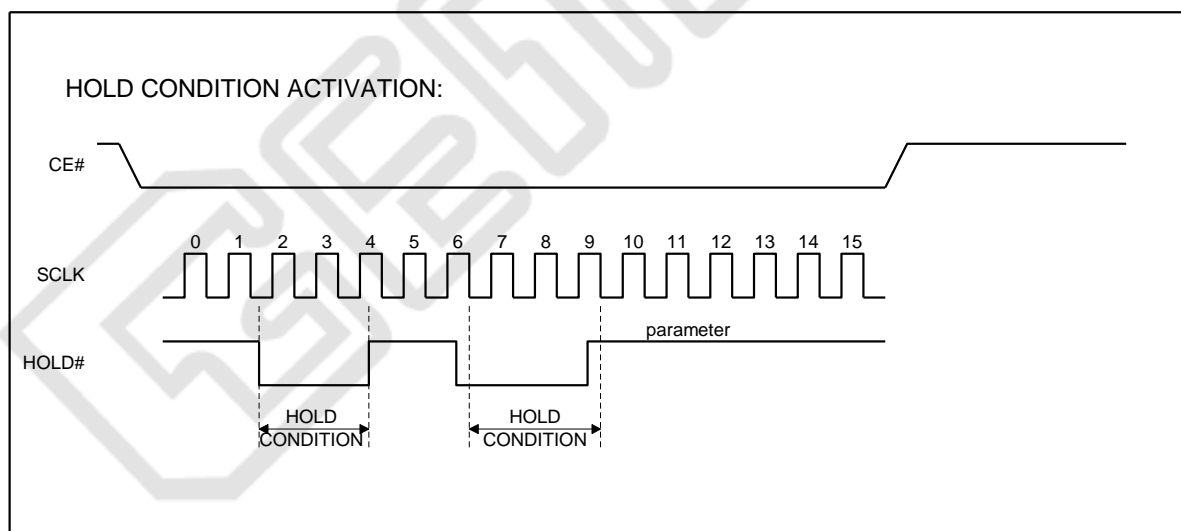 HOLD CONDITION ACTIVATION:
CE#
0 1 2 3 4 5 6 7 8 9 10 11 12 13 14 15
SCLK
parameter
HOLD#
HOLD HOLD
CONDITION CONDITION